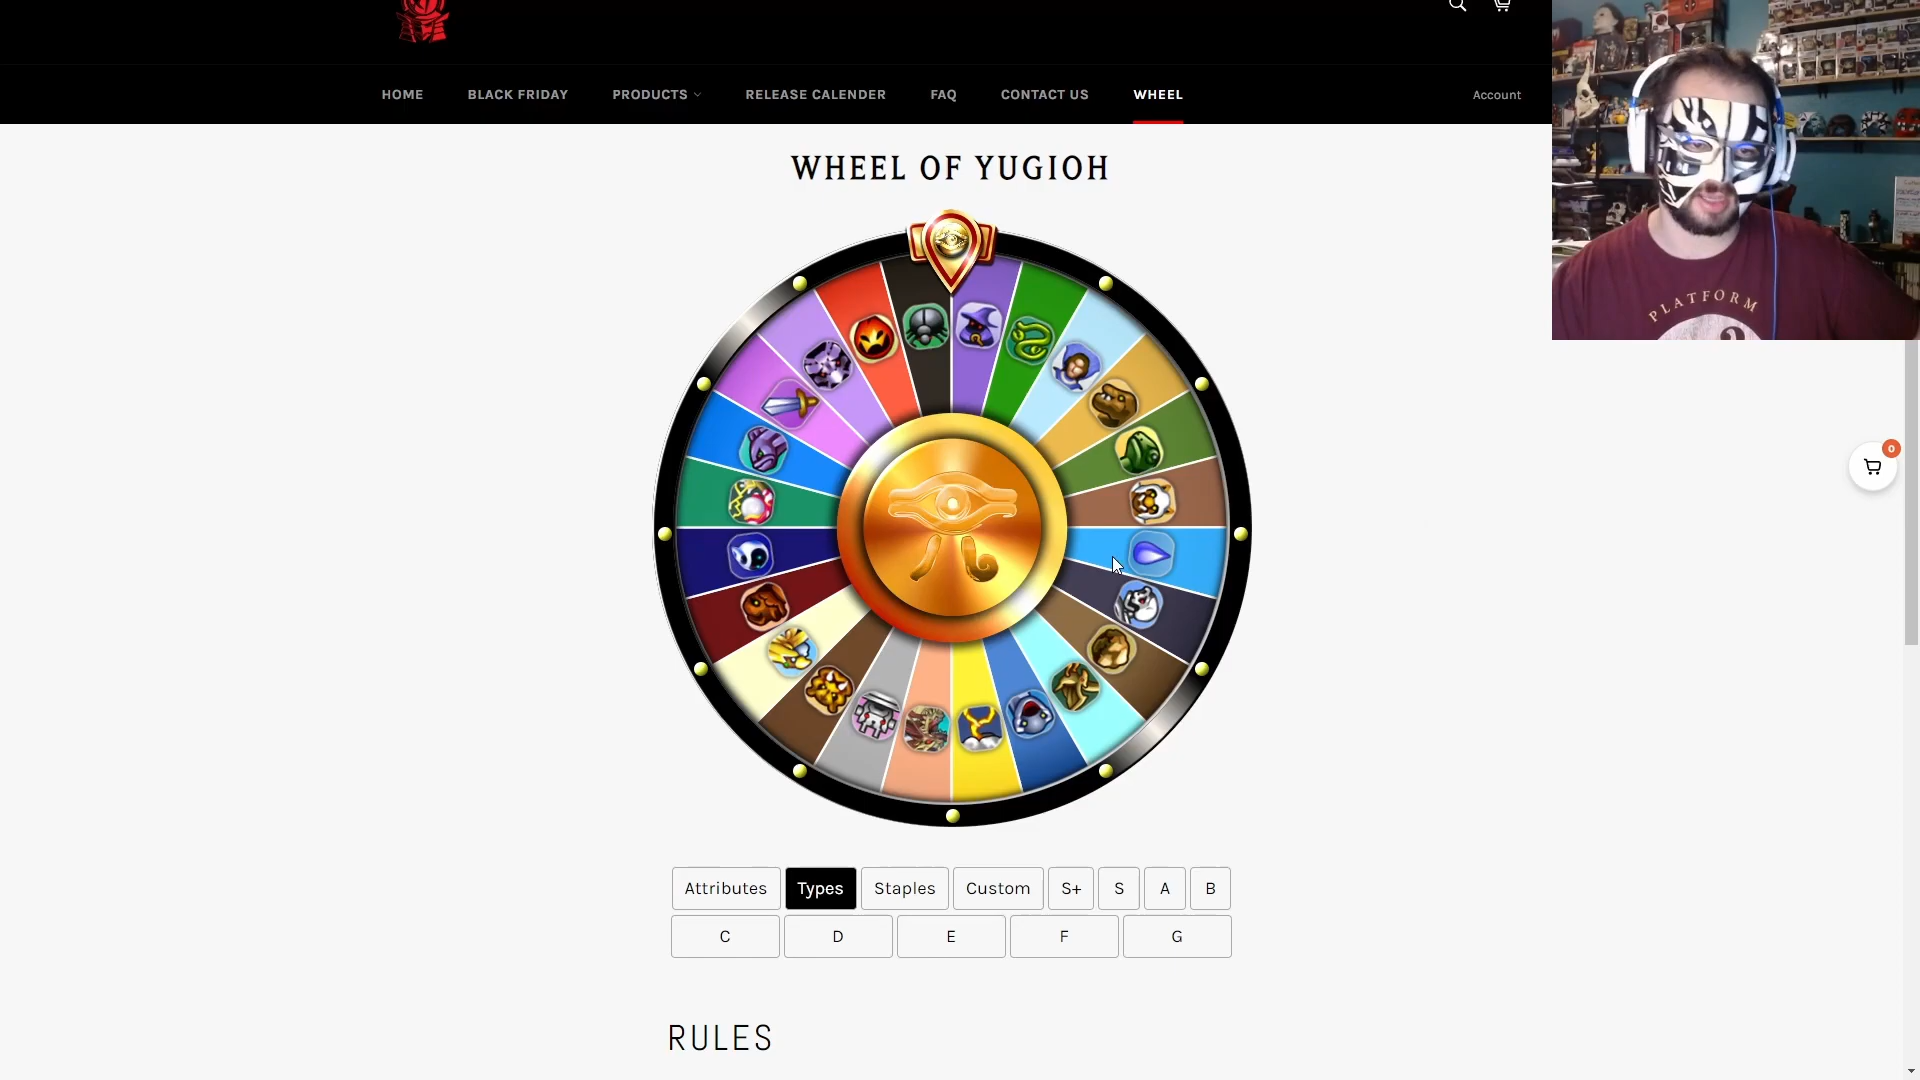 HOME BLACK FRIDAY PRODUCTS RELEASE CALENDER FAQ CONTACT US WHEEL Account
WHEEL OF YUGIOH
PLATFORM
0
Attributes Types Staples Custom S+ S A B
C D E F G
RULES